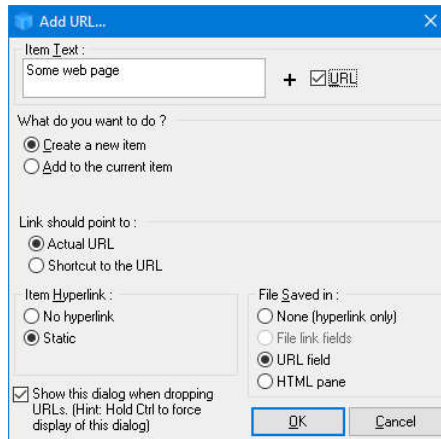 Add URL...
Item Text :
Some web page
+ URL
What do you want to do ?
Create a new item
Add to the current item
Link should point to :
Actual URL
Shortcut to the URL
Item Hyperlink :
No hyperlink
Static
File Saved in :
None (hyperlink only)
File link fields
URL field
HTML pane
Show this dialog when dropping
URLs. (Hint: Hold Ctrl to force
display of this dialog)
OK
Cancel